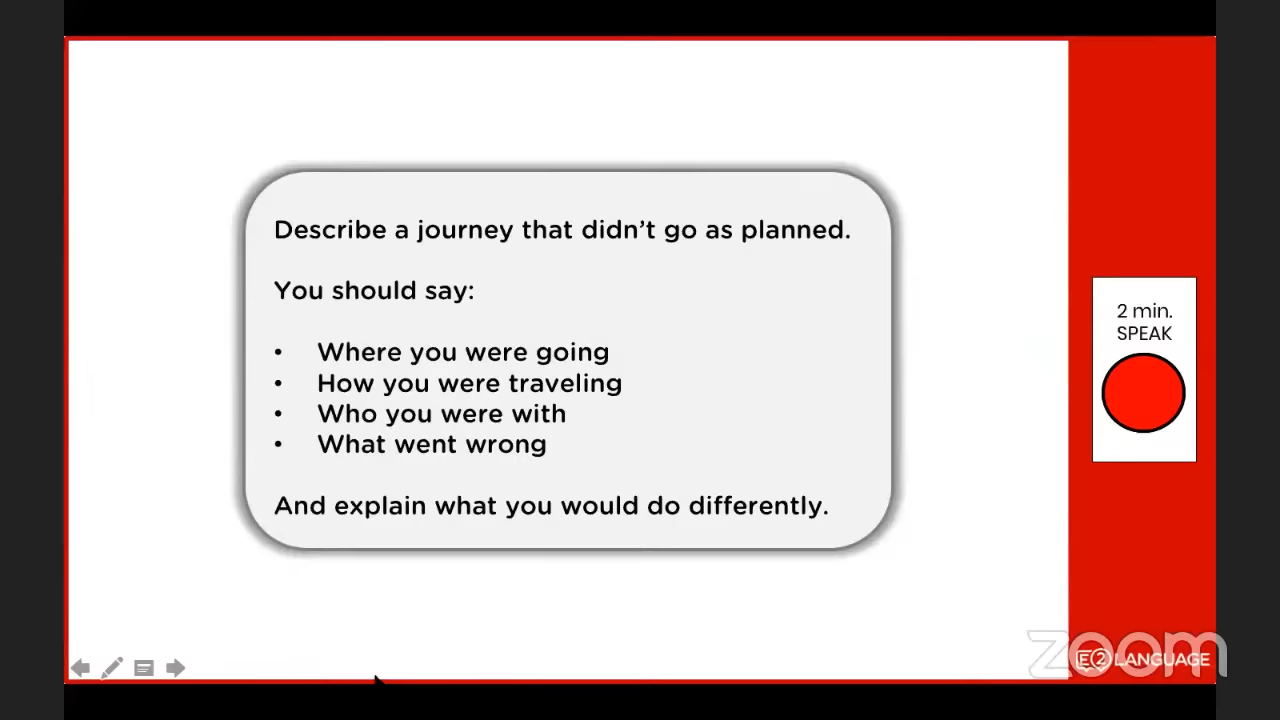 Describe a journey that didn't go as planned.
You should say:
• Where you were going
• How you were traveling
• Who you were with
• What went wrong
And explain what you would do differently.
2 min.
SPEAK
zoom
E2 LANGUAGE